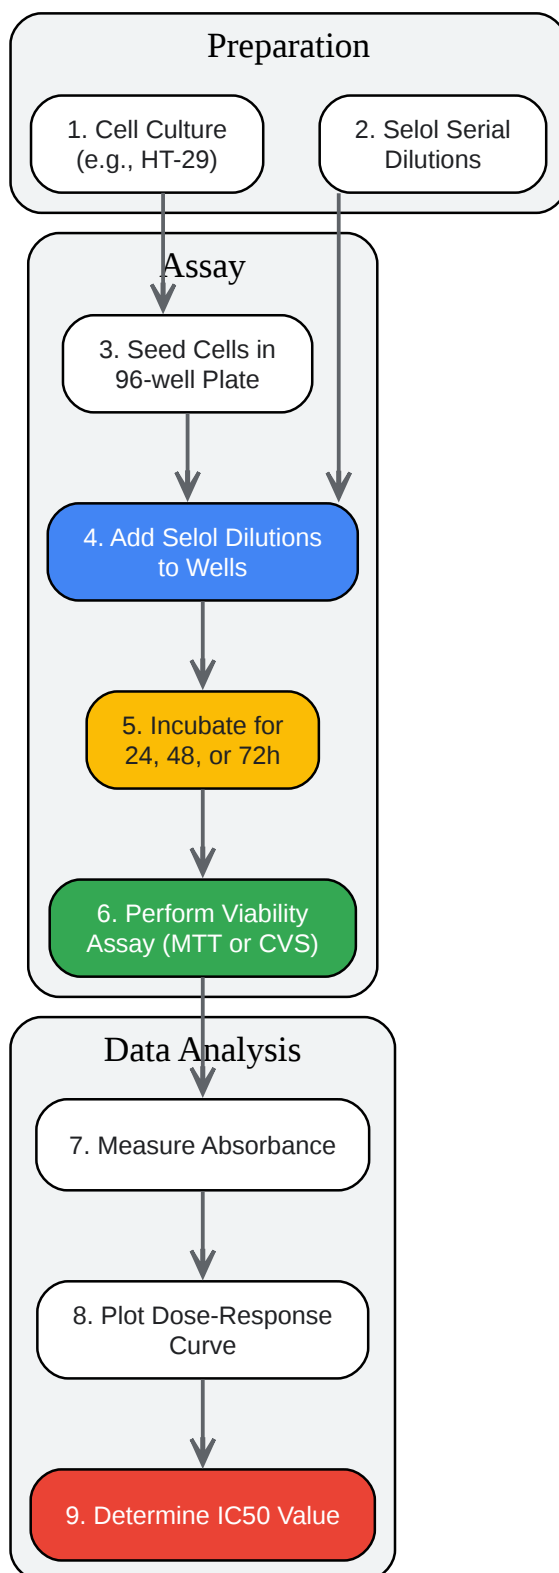 Preparation
1. Cell Culture
(e.g., HT-29)
2. Selol Serial
Dilutions
Assay
3. Seed Cells in
96-well Plate
4. Add Selol Dilutions
to Wells
5. Incubate for
24, 48, or 72h
6. Perform Viability
Assay (MTT or CVS)
Data Analysis
7. Measure Absorbance
8. Plot Dose-Response
Curve
9. Determine IC50 Value